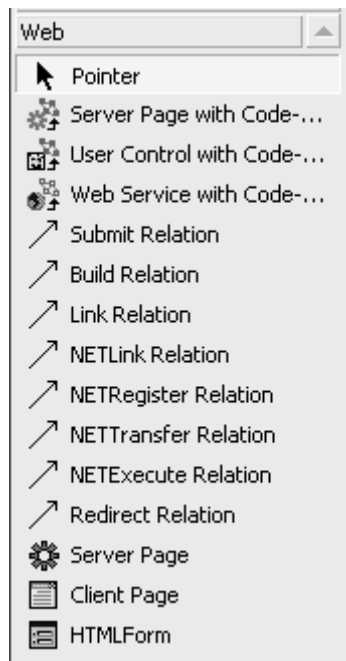 Web
Pointer
Server Page with Code-...
User Control with Code-...
Web Service with Code-...
Submit Relation
Build Relation
Link Relation
NETLink Relation
NETRegister Relation
NETTransfer Relation
NETExecute Relation
Redirect Relation
Server Page
Client Page
HTMLForm